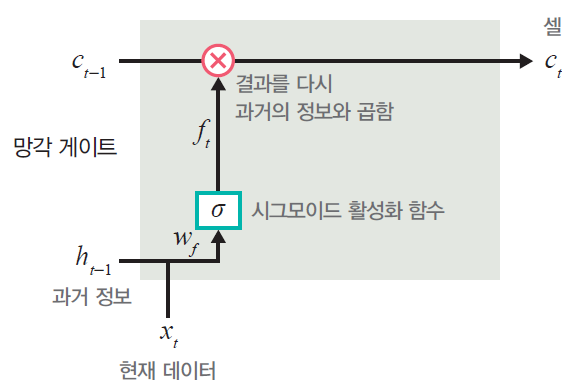 셀
c_{t-1}
c_t
결과를 다시
과거의 정보와 곱함
f_t
망각 게이트
σ
시그모이드 활성화 함수
w_f
h_{t-1}
과거 정보
x_t
현재 데이터